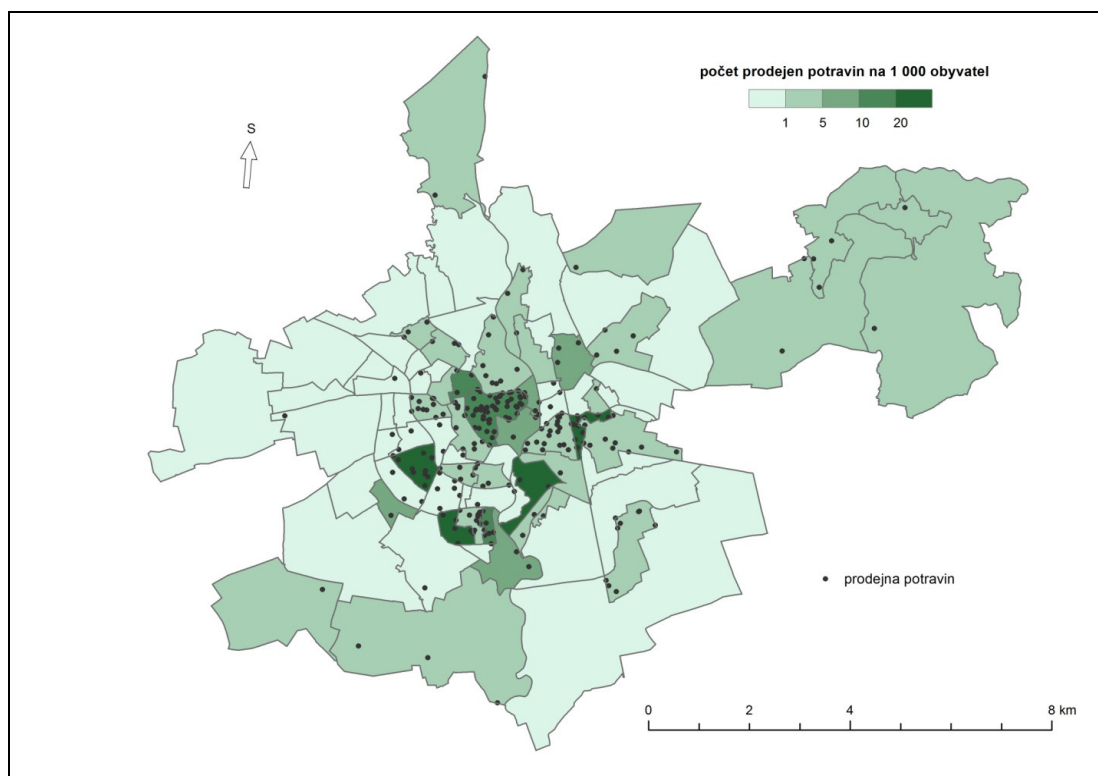 počet prodejen potravin na 1 000 obyvatel
1 5 10 20
S
prodejna potravin
0 2 4 8 km